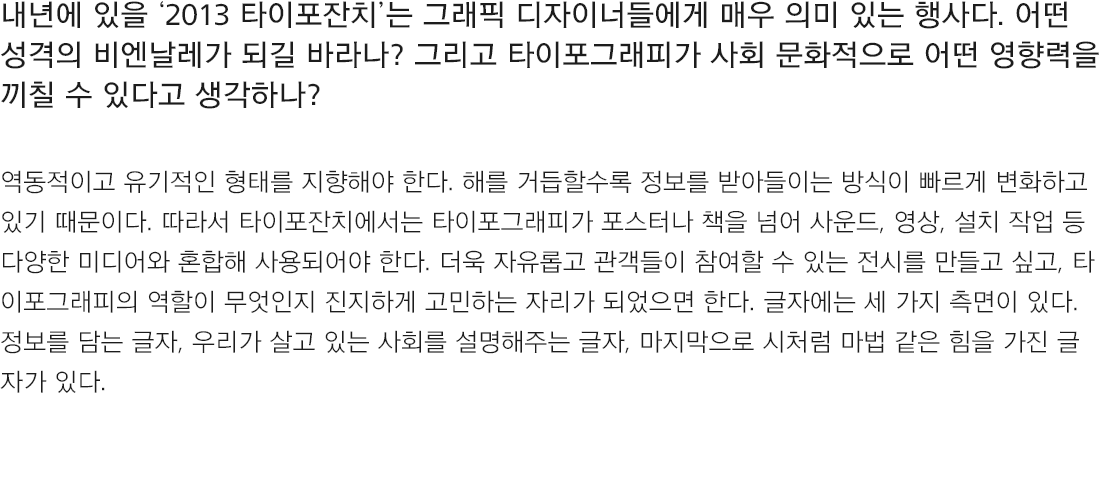 내년에 있을 ‘2013 타이포잔치’는 그래픽 디자이너들에게 매우 의미 있는 행사다. 어떤
성격의 비엔날레가 되길 바라나? 그리고 타이포그래피가 사회 문화적으로 어떤 영향력을
끼칠 수 있다고 생각하나?
역동적이고 유기적인 형태를 지향해야 한다. 해를 거듭할수록 정보를 받아들이는 방식이 빠르게 변화하고
있기 때문이다. 따라서 타이포잔치에서는 타이포그래피가 포스터나 책을 넘어 사운드, 영상, 설치 작업 등
다양한 미디어와 혼합해 사용되어야 한다. 더욱 자유롭고 관객들이 참여할 수 있는 전시를 만들고 싶고, 타
이포그래피의 역할이 무엇인지 진지하게 고민하는 자리가 되었으면 한다. 글자에는 세 가지 측면이 있다.
정보를 담는 글자, 우리가 살고 있는 사회를 설명해주는 글자, 마지막으로 시처럼 마법 같은 힘을 가진 글
자가 있다.